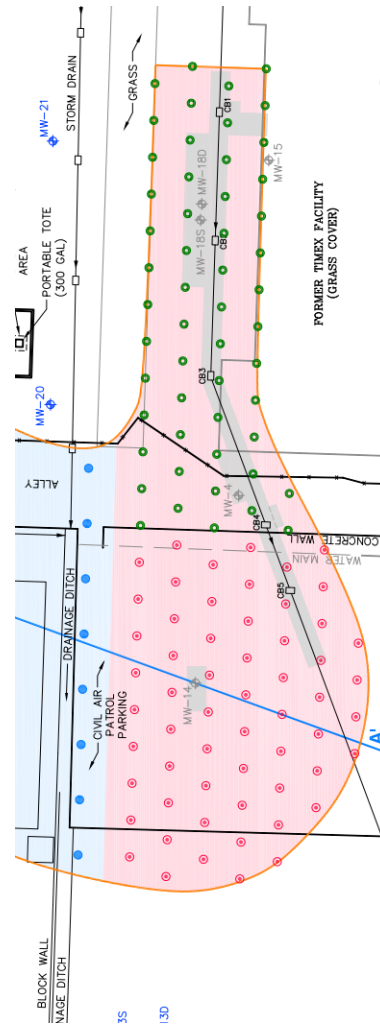 MW-21
STORM DRAIN
GRASS
AREA
PORTABLE TOTE
(300 GAL)
MW-20
ALLEY
CB1
MW-15
MW-18D
MW-18S
CB2
FORMER TIMEX FACILITY
(GRASS COVER)
CB3
MW-4
CB4
CONCRETE
WALL
WATER MAIN
CB5
DRAINAGE DITCH
CIVIL AIR
PATROL
PARKING
MW-14
A'
BLOCK WALL
NAGE DITCH
3S
13D